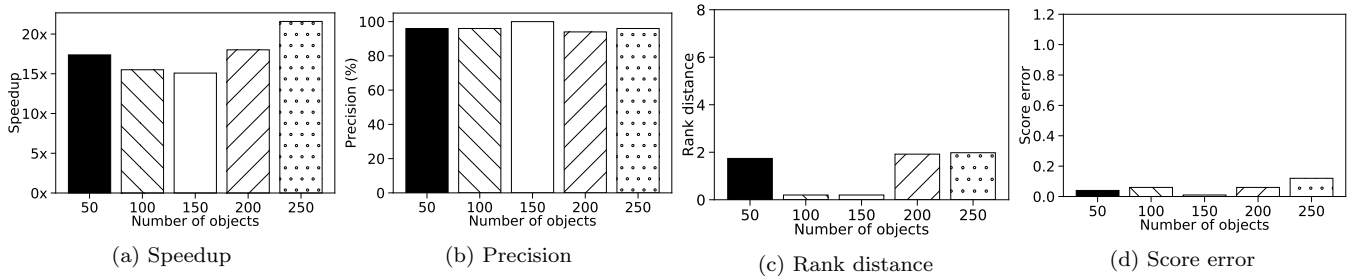 20x
15x
10x
5x
0x
Speedup
50 100 150 200 250
Number of objects
(a) Speedup
100
80
60
40
20
0
Precision (%)
50 100 150 200 250
Number of objects
(b) Precision
8
6
4
2
0
Rank distance
50 100 150 200 250
Number of objects
(c) Rank distance
1.2
1.0
0.8
0.6
0.4
0.2
0.0
Score error
50 100 150 200 250
Number of objects
(d) Score error